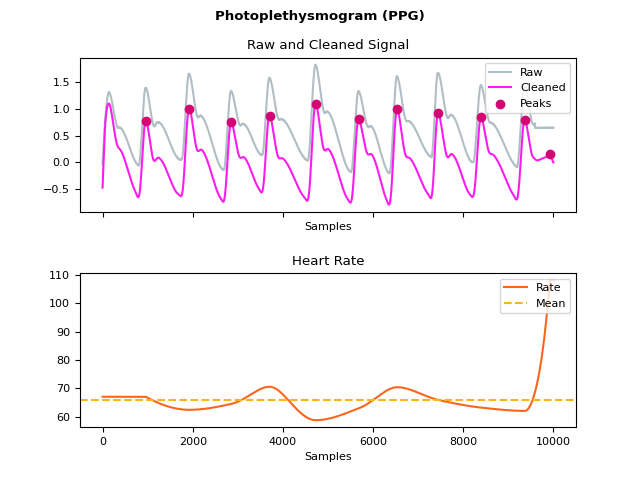 Photoplethysmogram (PPG)
Raw and Cleaned Signal
Raw
Cleaned
Peaks
1.5
1.0
0.5
0.0
−0.5
Samples
Heart Rate
Rate
Mean
110
100
90
80
70
60
0 2000 4000 6000 8000 10000
Samples